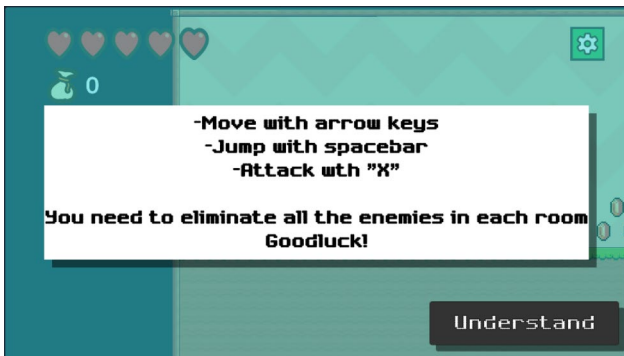 0
-Move with arrow keys
-Jump with spacebar
-Attack wth "X"
You need to eliminate all the enemies in each room
Goodluck!
Understand